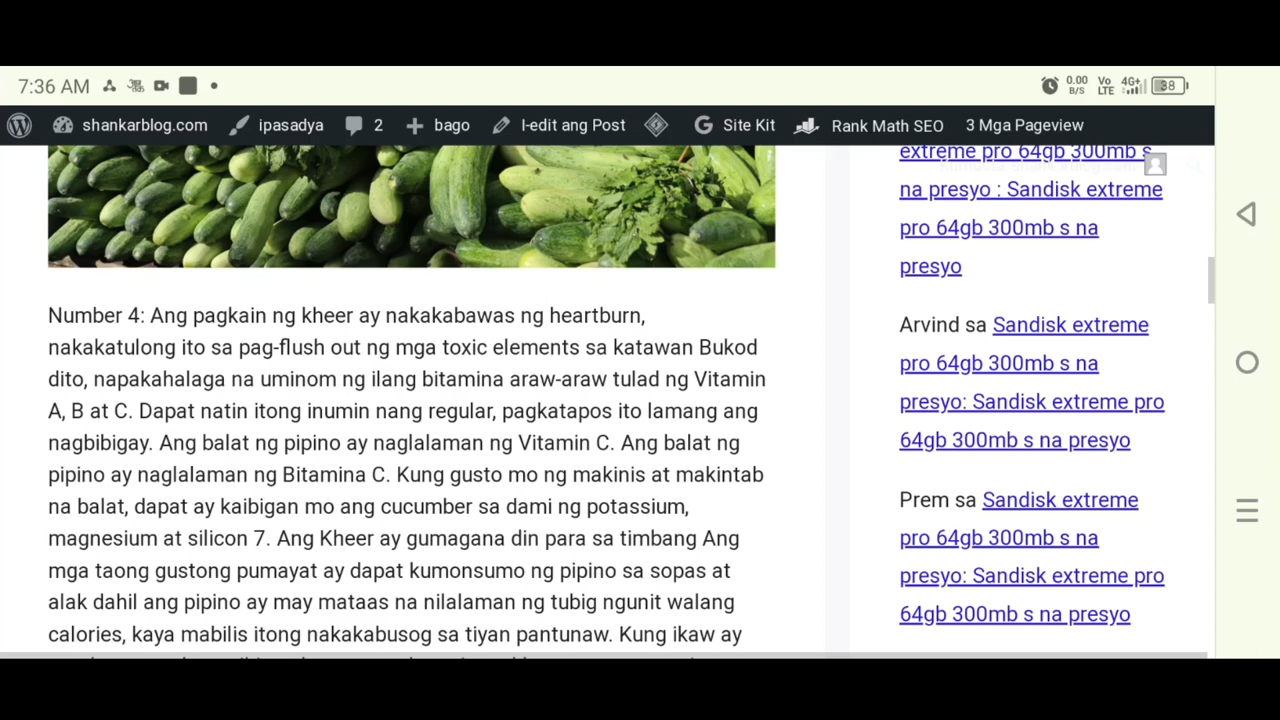 7:36 AM
0.00 B/S Vo LTE 4G+ 38
shankarblog.com ipasadya 2 bago I-edit ang Post Site Kit Rank Math SEO 3 Mga Pageview
Number 4: Ang pagkain ng kheer ay nakakabawas ng heartburn,
nakakatulong ito sa pag-flush out ng mga toxic elements sa katawan Bukod
dito, napakahalaga na uminom ng ilang bitamina araw-araw tulad ng Vitamin
A, B at C. Dapat natin itong inumin nang regular, pagkatapos ito lamang ang
nagbibigay. Ang balat ng pipino ay naglalaman ng Vitamin C. Ang balat ng
pipino ay naglalaman ng Bitamina C. Kung gusto mo ng makinis at makintab
na balat, dapat ay kaibigan mo ang cucumber sa dami ng potassium,
magnesium at silicon 7. Ang Kheer ay gumagana din para sa timbang Ang
mga taong gustong pumayat ay dapat kumonsumo ng pipino sa sopas at
alak dahil ang pipino ay may mataas na nilalaman ng tubig ngunit walang
calories, kaya mabilis itong nakakabusog sa tiyan pantunaw. Kung ikaw ay
extreme pro 64gb 300mb s
na presyo : Sandisk extreme
pro 64gb 300mb s na
presyo
Arvind sa Sandisk extreme
pro 64gb 300mb s na
presyo: Sandisk extreme pro
64gb 300mb s na presyo
Prem sa Sandisk extreme
pro 64gb 300mb s na
presyo: Sandisk extreme pro
64gb 300mb s na presyo